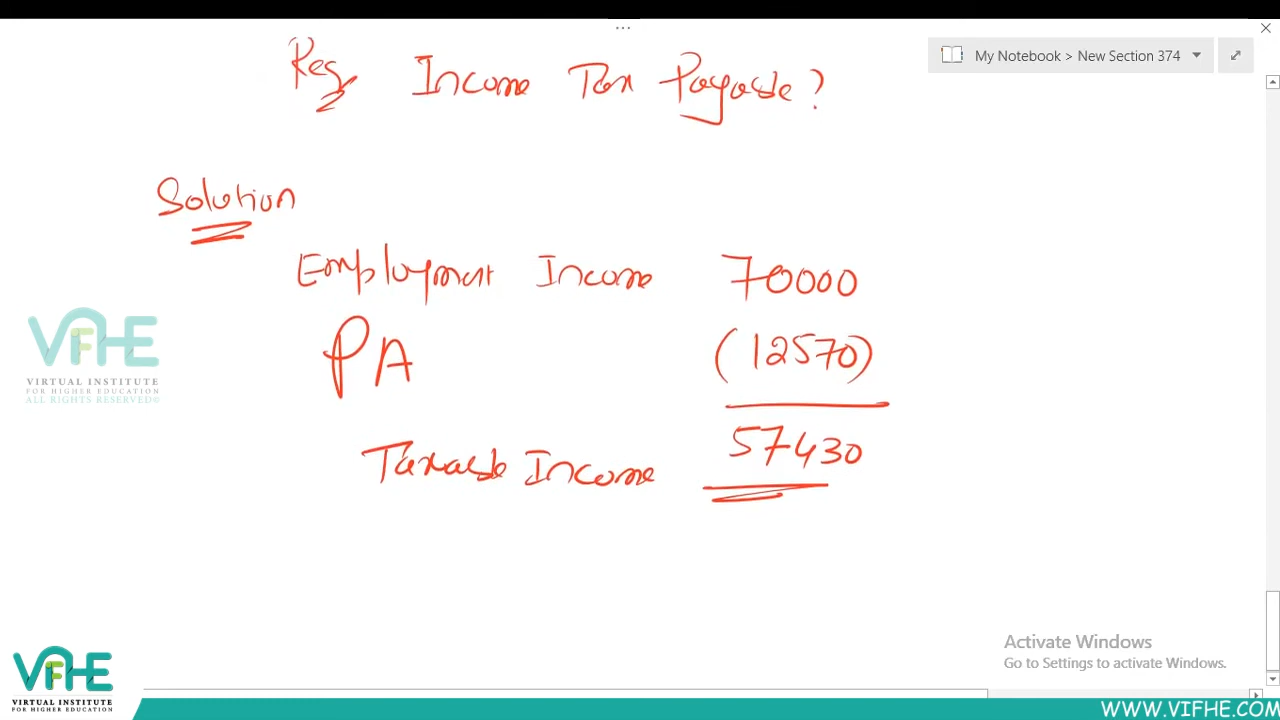 ...
My Notebook > New Section 374
Req Income Tax Payable?
Solution
Employment Income 70000
PA (12570)
Taxable Income 57430
VIFHE
VIRTUAL INSTITUTE
FOR HIGHER EDUCATION
ALL RIGHTS RESERVED©
Activate Windows
Go to Settings to activate Windows.
VIFHE
VIRTUAL INSTITUTE
FOR HIGHER EDUCATION
WWW.VIFHE.COM